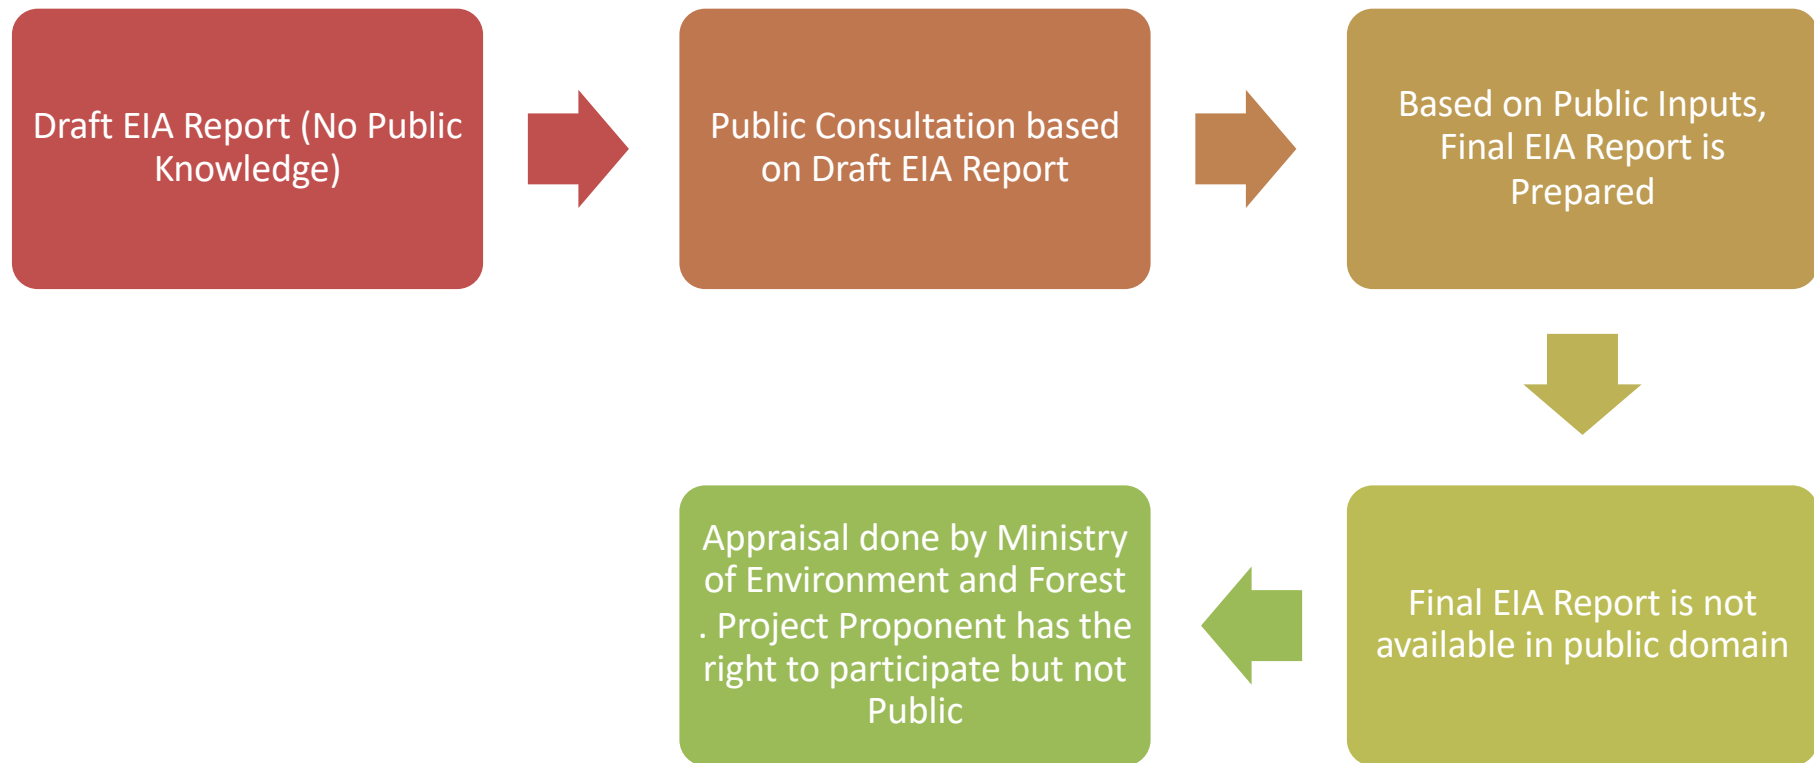 Draft EIA Report (No Public
Knowledge)
Public Consultation based
on Draft EIA Report
Based on Public Inputs,
Final EIA Report is
Prepared
Final EIA Report is not
available in public domain
Appraisal done by Ministry
of Environment and Forest
. Project Proponent has the
right to participate but not
Public